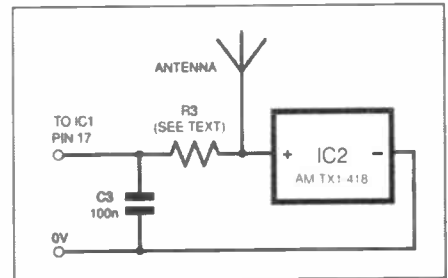 ANTENNA
R3
(SEE TEXT)
TO IC1
PIN 17
+ IC2 −
AM TX1-418
C3
100n
0V